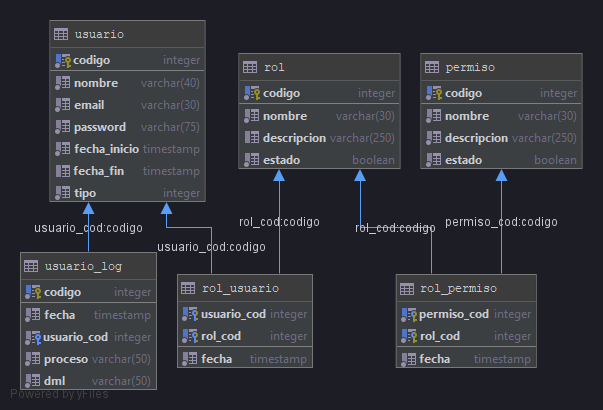 usuario
codigo integer
nombre varchar(40)
email varchar(30)
password varchar(75)
fecha_inicio timestamp
fecha_fin timestamp
tipo integer
rol
codigo integer
nombre varchar(30)
descripcion varchar(250)
estado boolean
permiso
codigo integer
nombre varchar(30)
descripcion varchar(250)
estado boolean
usuario_cod:codigo
usuario_cod:codigo
rol_cod:codigo
rol_cod:codigo
permiso_cod:codigo
usuario_log
codigo integer
fecha timestamp
usuario_cod integer
proceso varchar(50)
dml varchar(50)
rol_usuario
usuario_cod integer
rol_cod integer
fecha timestamp
rol_permiso
permiso_cod integer
rol_cod integer
fecha timestamp
Powered by yFiles